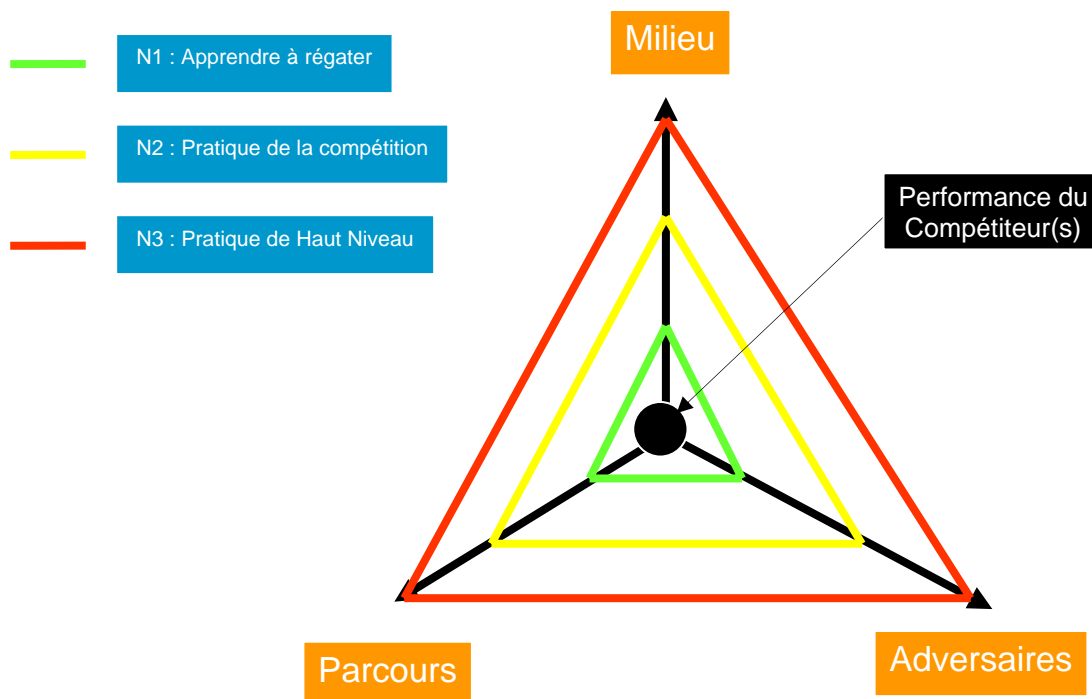 Milieu
N1 : Apprendre à régater
N2 : Pratique de la compétition
N3 : Pratique de Haut Niveau
Performance du
Compétiteur(s)
Parcours
Adversaires